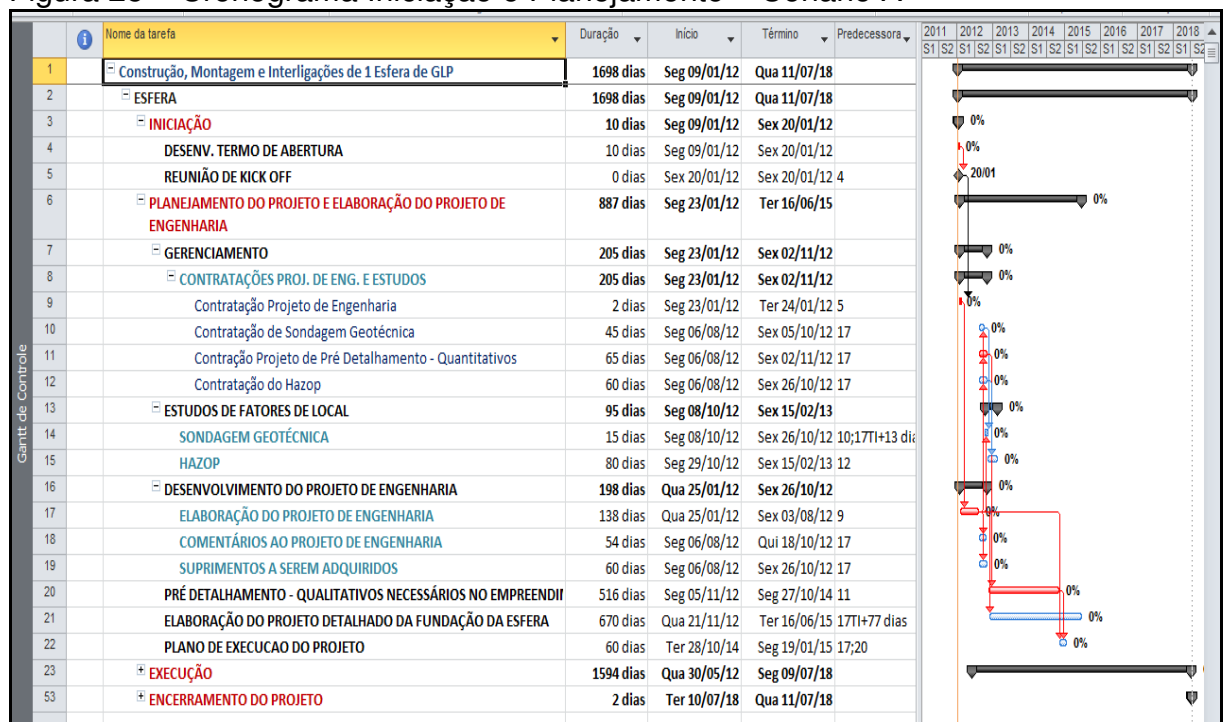 Nome da tarefa Duração Início Término Predecessora 2011 2012 2013 2014 2015 2016 2017 2018
S1 S2 S1 S2 S1 S2 S1 S2 S1 S2 S1 S2 S1 S2 S1 S2
1 Construção, Montagem e Interligações de 1 Esfera de GLP 1698 dias Seg 09/01/12 Qua 11/07/18
2 ESFERA 1698 dias Seg 09/01/12 Qua 11/07/18
3 INICIAÇÃO 10 dias Seg 09/01/12 Sex 20/01/12 0%
4 DESENV. TERMO DE ABERTURA 10 dias Seg 09/01/12 Sex 20/01/12 0%
5 REUNIÃO DE KICK OFF 0 dias Sex 20/01/12 Sex 20/01/12 4 20/01
6 PLANEJAMENTO DO PROJETO E ELABORAÇÃO DO PROJETO DE 887 dias Seg 23/01/12 Ter 16/06/15 0%
ENGENHARIA
7 GERENCIAMENTO 205 dias Seg 23/01/12 Sex 02/11/12 0%
8 CONTRATAÇÕES PROJ. DE ENG. E ESTUDOS 205 dias Seg 23/01/12 Sex 02/11/12 0%
9 Contratação Projeto de Engenharia 2 dias Seg 23/01/12 Ter 24/01/12 5 0%
10 Contratação de Sondagem Geotécnica 45 dias Seg 06/08/12 Sex 05/10/12 17 0%
11 Contração Projeto de Pré Detalhamento - Quantitativos 65 dias Seg 06/08/12 Sex 02/11/12 17 0%
12 Contratação do Hazop 60 dias Seg 06/08/12 Sex 26/10/12 17 0%
13 ESTUDOS DE FATORES DE LOCAL 95 dias Seg 08/10/12 Sex 15/02/13 0%
14 SONDAGEM GEOTÉCNICA 15 dias Seg 08/10/12 Sex 26/10/12 10;17TI+13 dia 0%
15 HAZOP 80 dias Seg 29/10/12 Sex 15/02/13 12 0%
16 DESENVOLVIMENTO DO PROJETO DE ENGENHARIA 198 dias Qua 25/01/12 Sex 26/10/12 0%
17 ELABORAÇÃO DO PROJETO DE ENGENHARIA 138 dias Qua 25/01/12 Sex 03/08/12 9 0%
18 COMENTÁRIOS AO PROJETO DE ENGENHARIA 54 dias Seg 06/08/12 Qui 18/10/12 17 0%
19 SUPRIMENTOS A SEREM ADQUIRIDOS 60 dias Seg 06/08/12 Sex 26/10/12 17 0%
20 PRÉ DETALHAMENTO - QUALITATIVOS NECESSÁRIOS NO 516 dias Seg 05/11/12 Seg 27/10/14 11 0%
21 ELABORAÇÃO DO PROJETO DETALHADO DA FUNDAÇÃO DA ESFERA 670 dias Qua 21/11/12 Ter 16/06/15 17TI+77 dias 0%
22 PLANO DE EXECUCAO DO PROJETO 60 dias Ter 28/10/14 Seg 19/01/15 17;20 0%
23 EXECUÇÃO 1594 dias Qua 30/05/12 Seg 09/07/18
53 ENCERRAMENTO DO PROJETO 2 dias Ter 10/07/18 Qua 11/07/18
Gantt de Controle